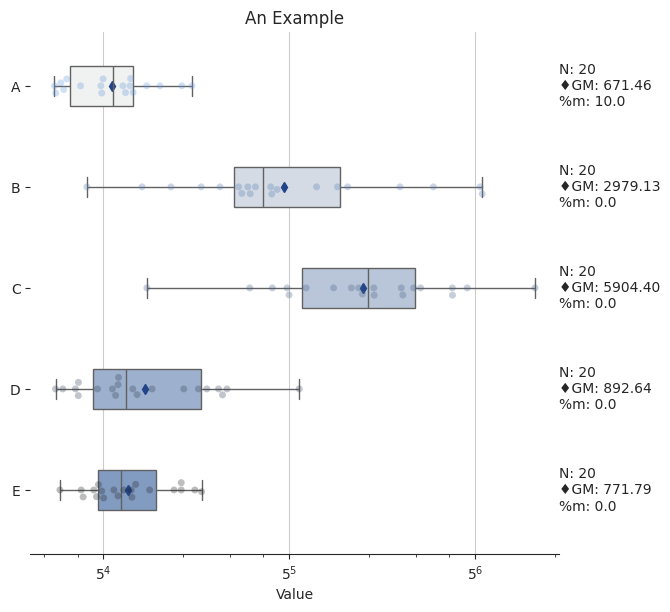 An Example
A
N: 20
♦GM: 671.46
%m: 10.0
B
N: 20
♦GM: 2979.13
%m: 0.0
C
N: 20
♦GM: 5904.40
%m: 0.0
D
N: 20
♦GM: 892.64
%m: 0.0
E
N: 20
♦GM: 771.79
%m: 0.0
5⁴ 5⁵ 5⁶
Value